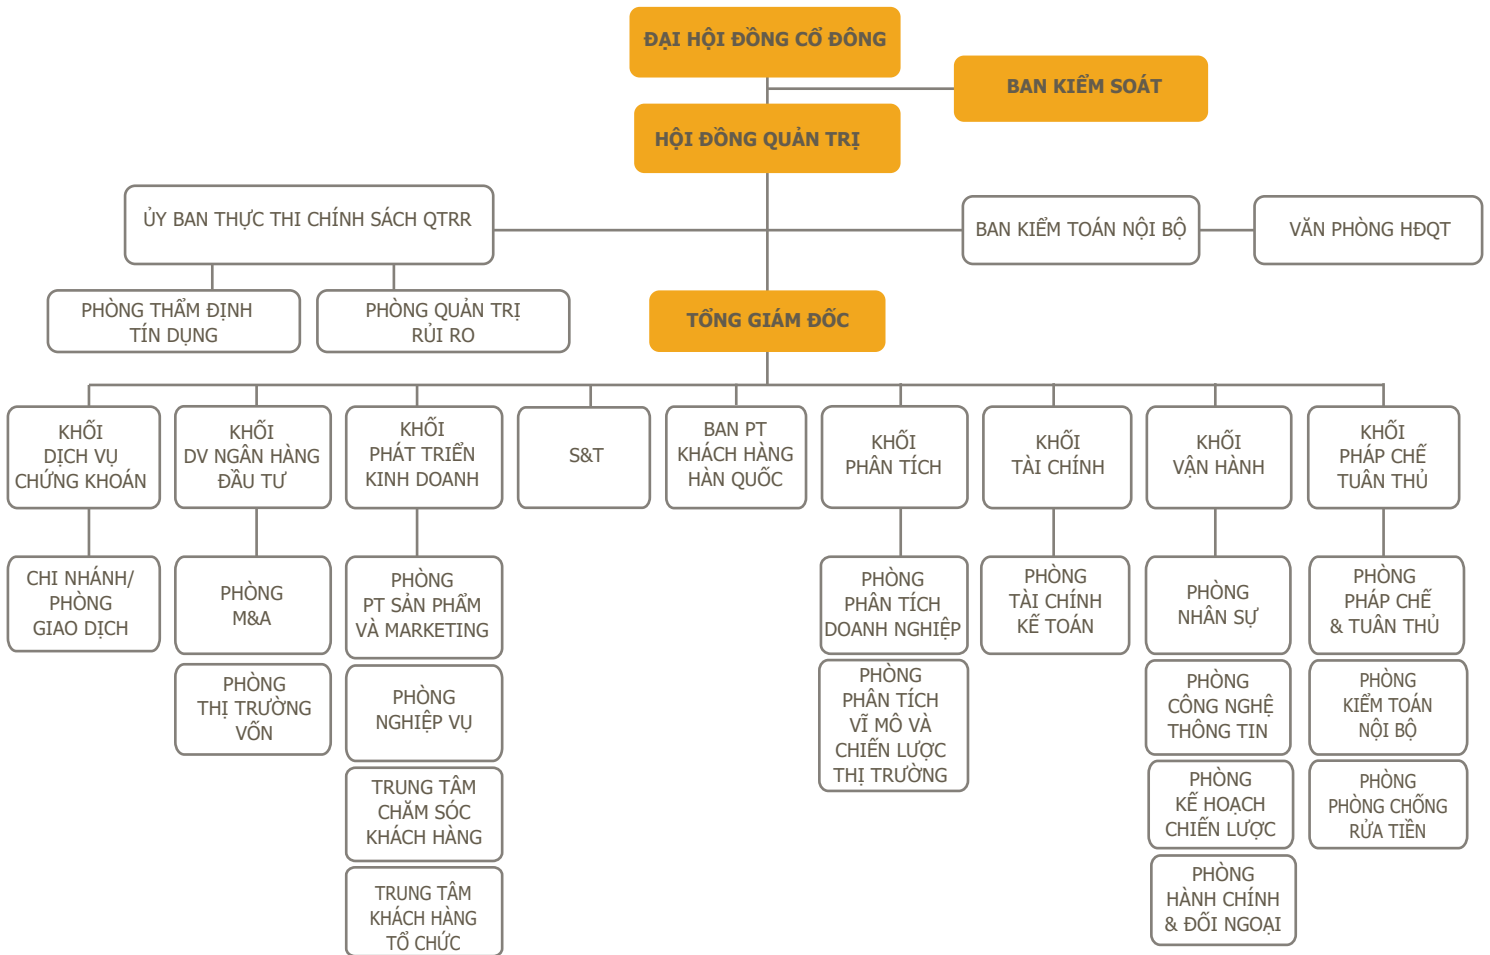 ĐẠI HỘI ĐỒNG CỔ ĐÔNG
BAN KIỂM SOÁT
HỘI ĐỒNG QUẢN TRỊ
ỦY BAN THỰC THI CHÍNH SÁCH QTRR
BAN KIỂM TOÁN NỘI BỘ
VĂN PHÒNG HĐQT
PHÒNG THẨM ĐỊNH
TÍN DỤNG
PHÒNG QUẢN TRỊ
RỦI RO
TỔNG GIÁM ĐỐC
KHỐI
DỊCH VỤ
CHỨNG KHOÁN
KHỐI
DV NGÂN HÀNG
ĐẦU TƯ
KHỐI
PHÁT TRIỂN
KINH DOANH
S&T
BAN PT
KHÁCH HÀNG
HÀN QUỐC
KHỐI
PHÂN TÍCH
KHỐI
TÀI CHÍNH
KHỐI
VẬN HÀNH
KHỐI
PHÁP CHẾ
TUÂN THỦ
CHI NHÁNH/
PHÒNG
GIAO DỊCH
PHÒNG
M&A
PHÒNG
PT SẢN PHẨM
VÀ MARKETING
PHÒNG
PHÂN TÍCH
DOANH NGHIỆP
PHÒNG
TÀI CHÍNH
KẾ TOÁN
PHÒNG
NHÂN SỰ
PHÒNG
PHÁP CHẾ
& TUÂN THỦ
PHÒNG
THỊ TRƯỜNG
VỐN
PHÒNG
NGHIỆP VỤ
PHÒNG
PHÂN TÍCH
VĨ MÔ VÀ
CHIẾN LƯỢC
THỊ TRƯỜNG
PHÒNG
CÔNG NGHỆ
THÔNG TIN
PHÒNG
KIỂM TOÁN
NỘI BỘ
TRUNG TÂM
CHĂM SÓC
KHÁCH HÀNG
PHÒNG
KẾ HOẠCH
CHIẾN LƯỢC
PHÒNG
PHÒNG CHỐNG
RỬA TIỀN
TRUNG TÂM
KHÁCH HÀNG
TỔ CHỨC
PHÒNG
HÀNH CHÍNH
& ĐỐI NGOẠI